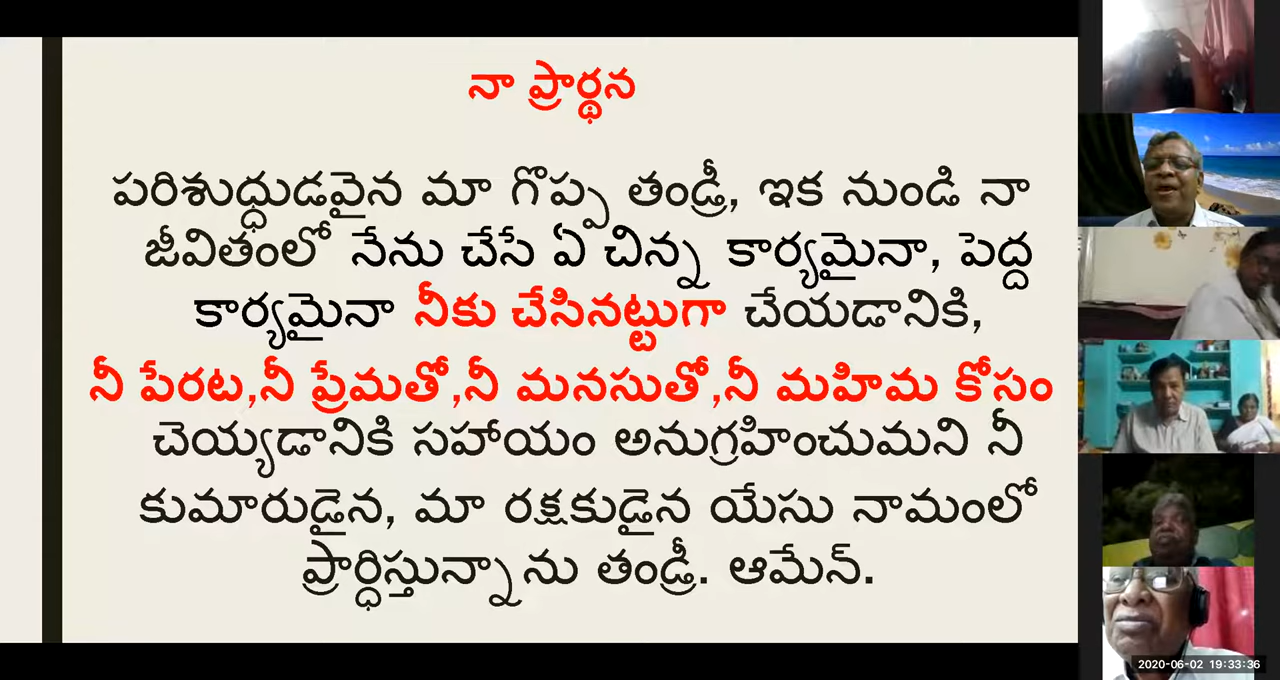 నా ప్రార్థన
పరిశుధ్ధుడవైన మా గొప్ప తండ్రీ, ఇక నుండి నా
జీవితంలో నేను చేసే ఏ చిన్న కార్యమైనా, పెద్ద
కార్యమైనా నీకు చేసినట్టుగా చేయడానికి,
నీ పేరట,నీ ప్రేమతో,నీ మనసుతో,నీ మహిమ కోసం
చెయ్యడానికి సహాయం అనుగ్రహించుమని నీ
కుమారుడైన, మా రక్షకుడైన యేసు నామంలో
ప్రార్ధిస్తున్నాను తండ్రీ. ఆమేన్.
2020-06-02 19:33:36